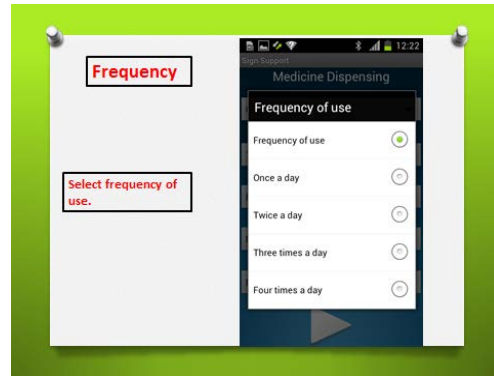 Frequency
Select frequency of
use.
12:22
Sign Support
Medicine Dispensing
Frequency of use
Frequency of use
Once a day
Twice a day
Three times a day
Four times a day